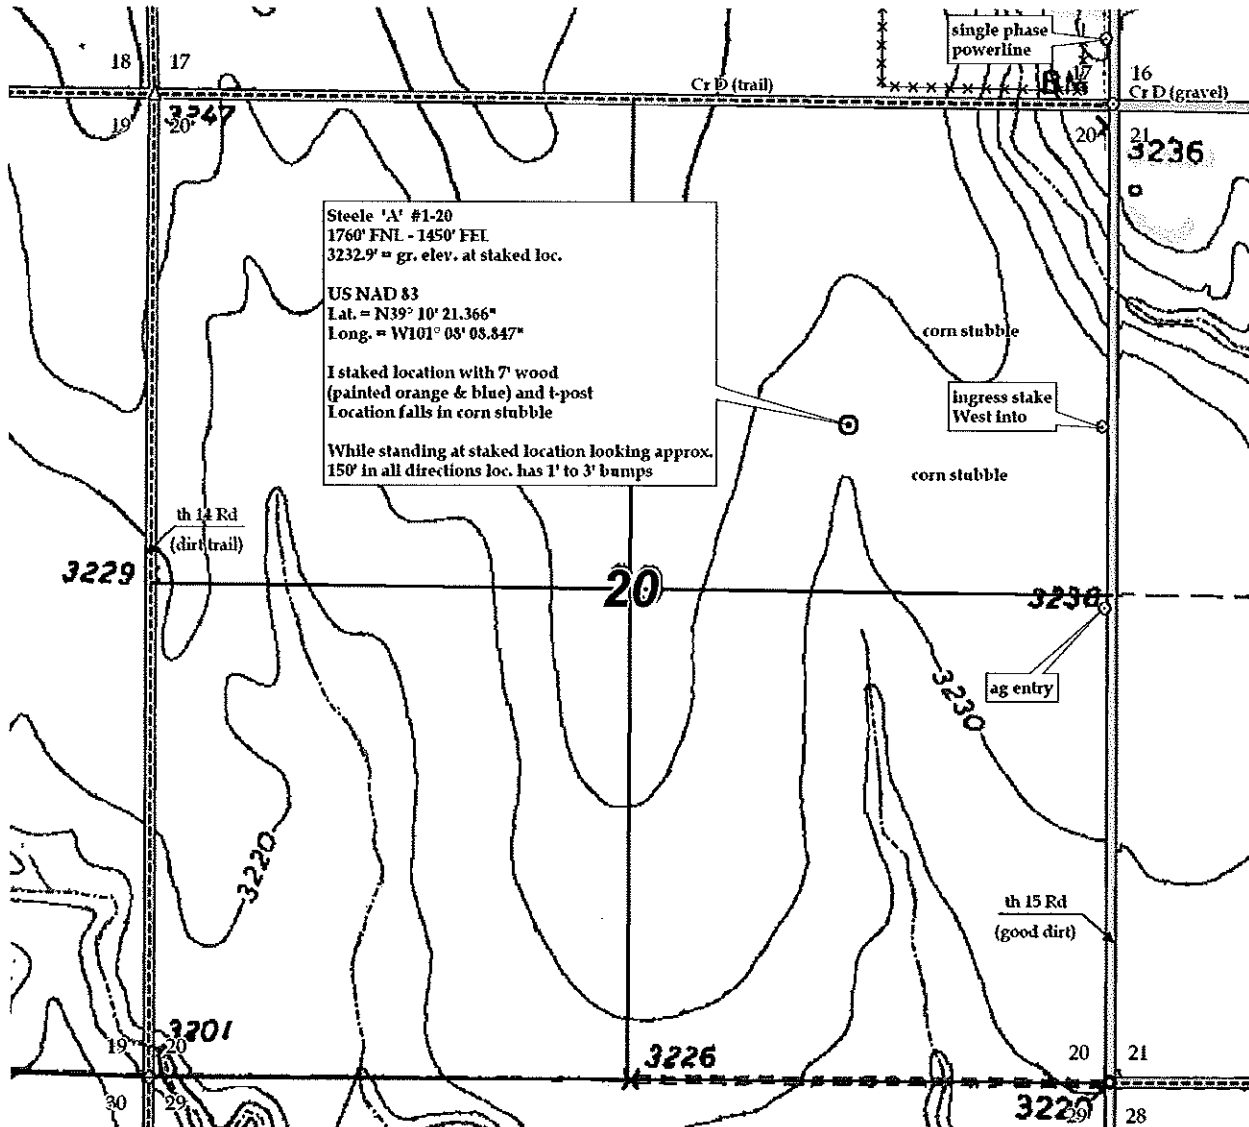 single phase
powerline
18
17
17
16
Cr D (trail)
Cr D (gravel)
19
20
3247
20
21
3236
Steele 'A' #1-20
1760' FNL - 1450' FEL
3232.9' = gr. elev. at staked loc.
US NAD 83
Lat. = N39° 10' 21.366"
Long. = W101° 08' 08.847"
I staked location with 7' wood
(painted orange & blue) and t-post
Location falls in corn stubble
While standing at staked location looking approx.
150' in all directions loc. has 1' to 3' bumps
corn stubble
ingress stake
West into
corn stubble
th 14 Rd
(dirt trail)
3229
20
ag entry
3230
3220
th 15 Rd
(good dirt)
3201
19
20
3226
20
21
30
29
29
28